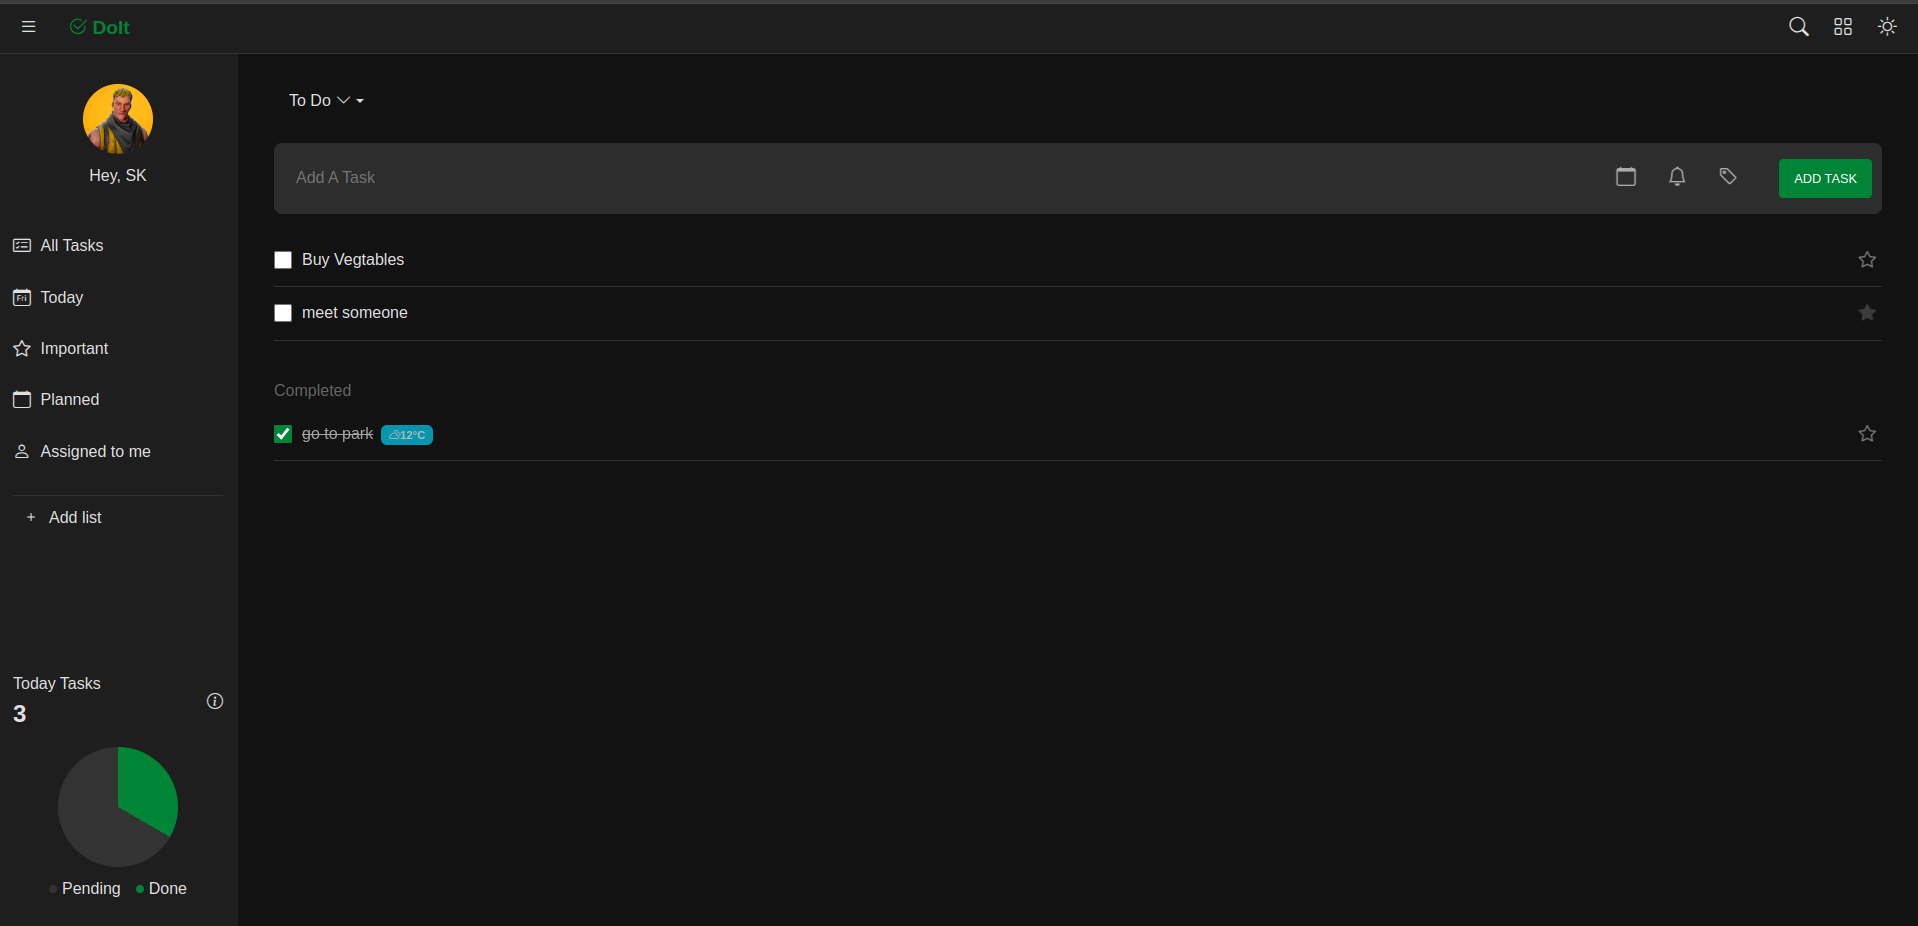 DoIt
Hey, SK
All Tasks
Fri
Today
Important
Planned
Assigned to me
+ Add list
Today Tasks
3
Pending Done
To Do
Add A Task
ADD TASK
Buy Vegtables
meet someone
Completed
go to park 12°C